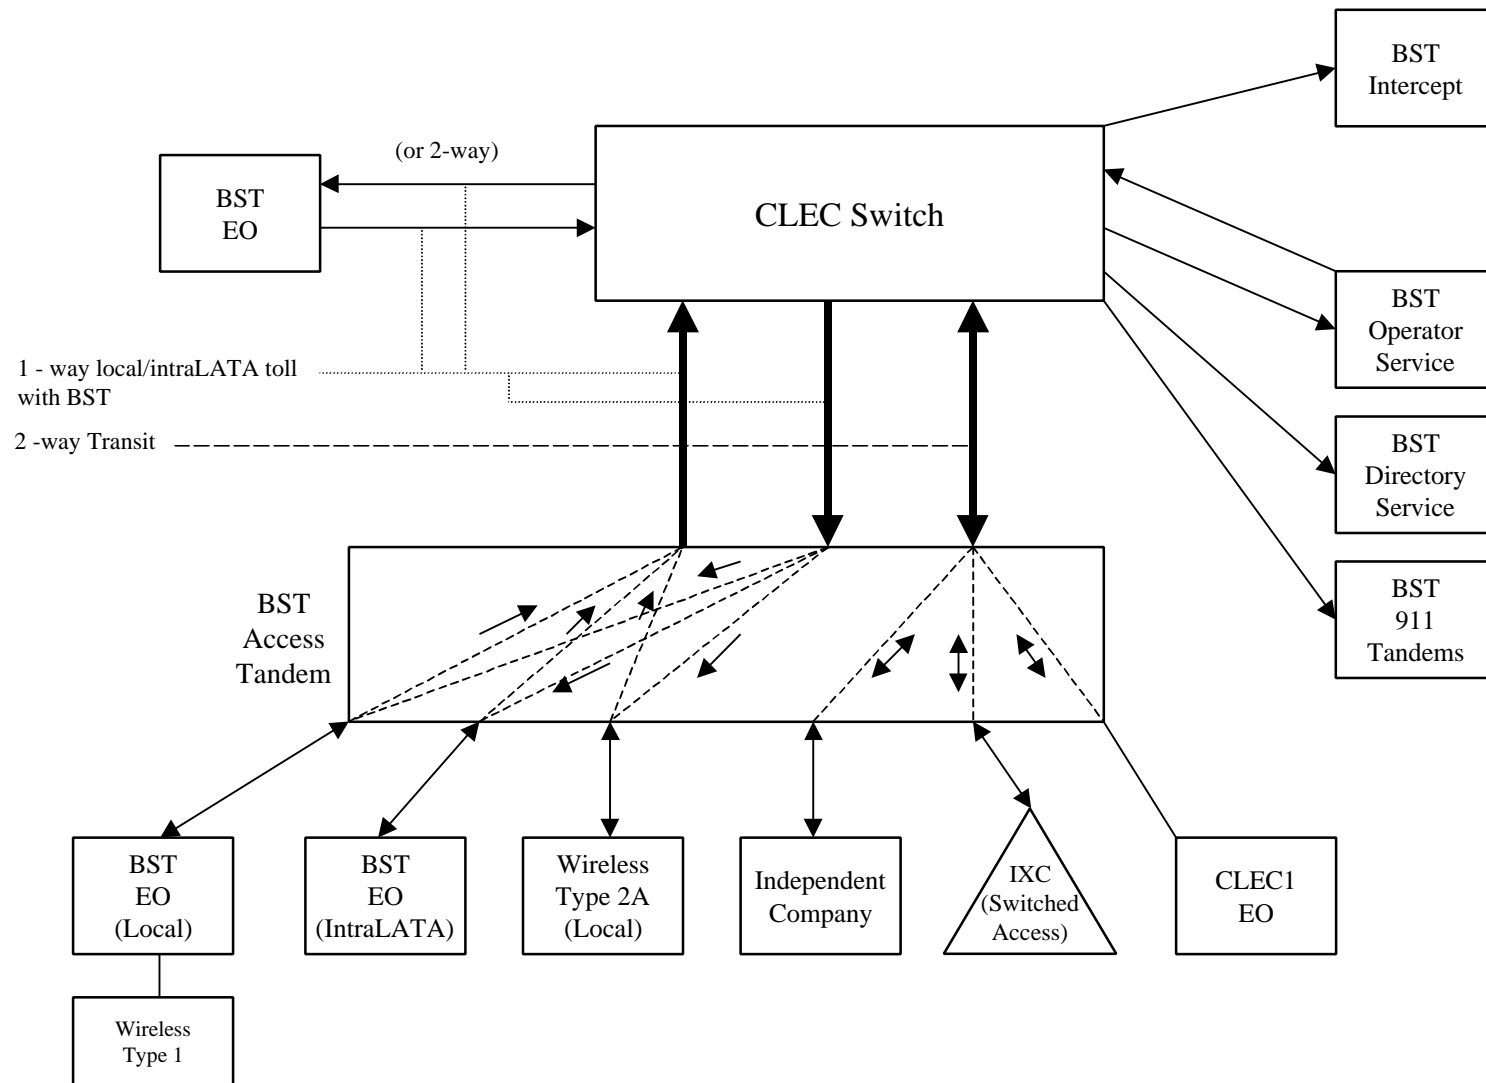 BST
Intercept
(or 2-way)
BST
EO
CLEC Switch
BST
Operator
Service
1 - way local/intraLATA toll
with BST
2 -way Transit
BST
Directory
Service
BST
Access
Tandem
BST
911
Tandems
BST
EO
(Local)
BST
EO
(IntraLATA)
Wireless
Type 2A
(Local)
Independent
Company
IXC
(Switched
Access)
CLEC1
EO
Wireless
Type 1